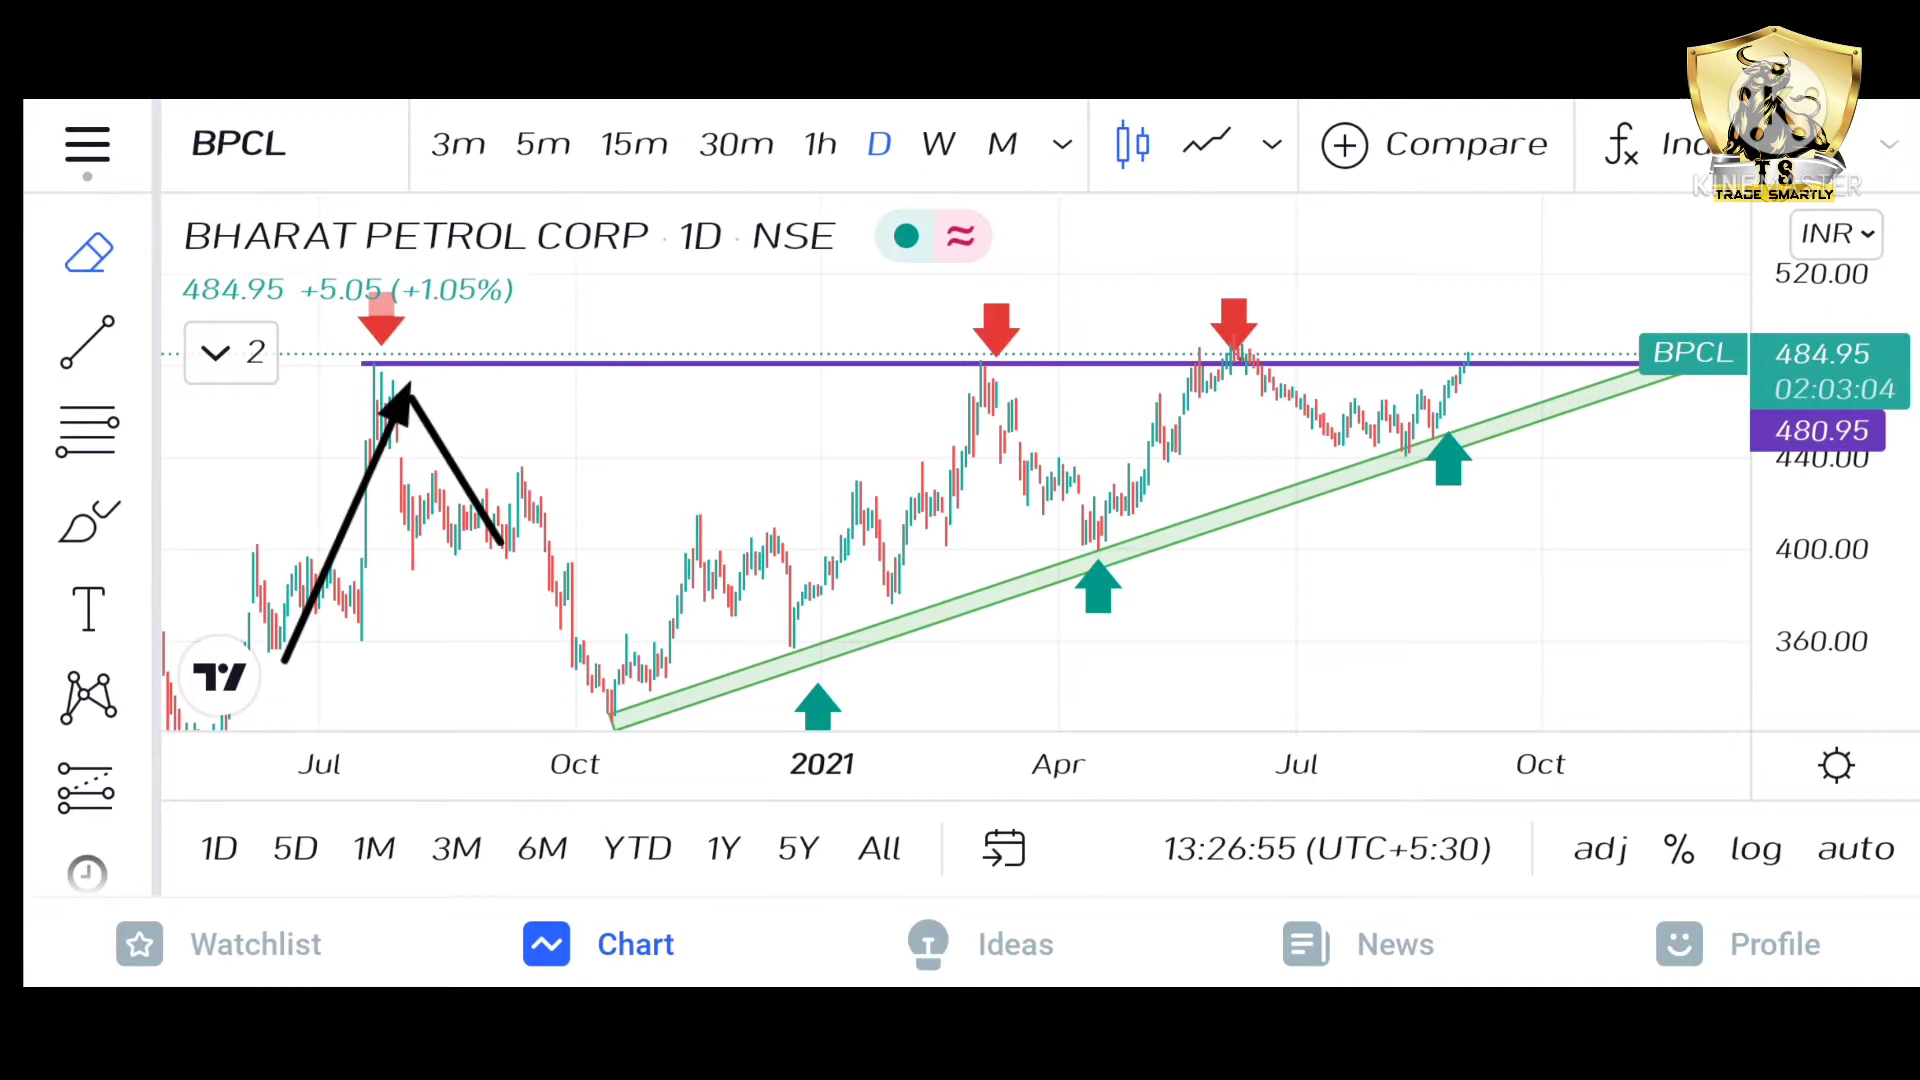 BPCL 3m 5m 15m 30m 1h D W M Compare
TS
KINEMASTER
TRADE SMARTLY
BHARAT PETROL CORP · 1D · NSE
INR
484.95 +5.05 (+1.05%)
520.00
2
BPCL 484.95
02:03:04
480.95
440.00
400.00
360.00
Jul Oct 2021 Apr Jul Oct
1D 5D 1M 3M 6M YTD 1Y 5Y All 13:26:55 (UTC+5:30) adj % log auto
Watchlist Chart Ideas News Profile